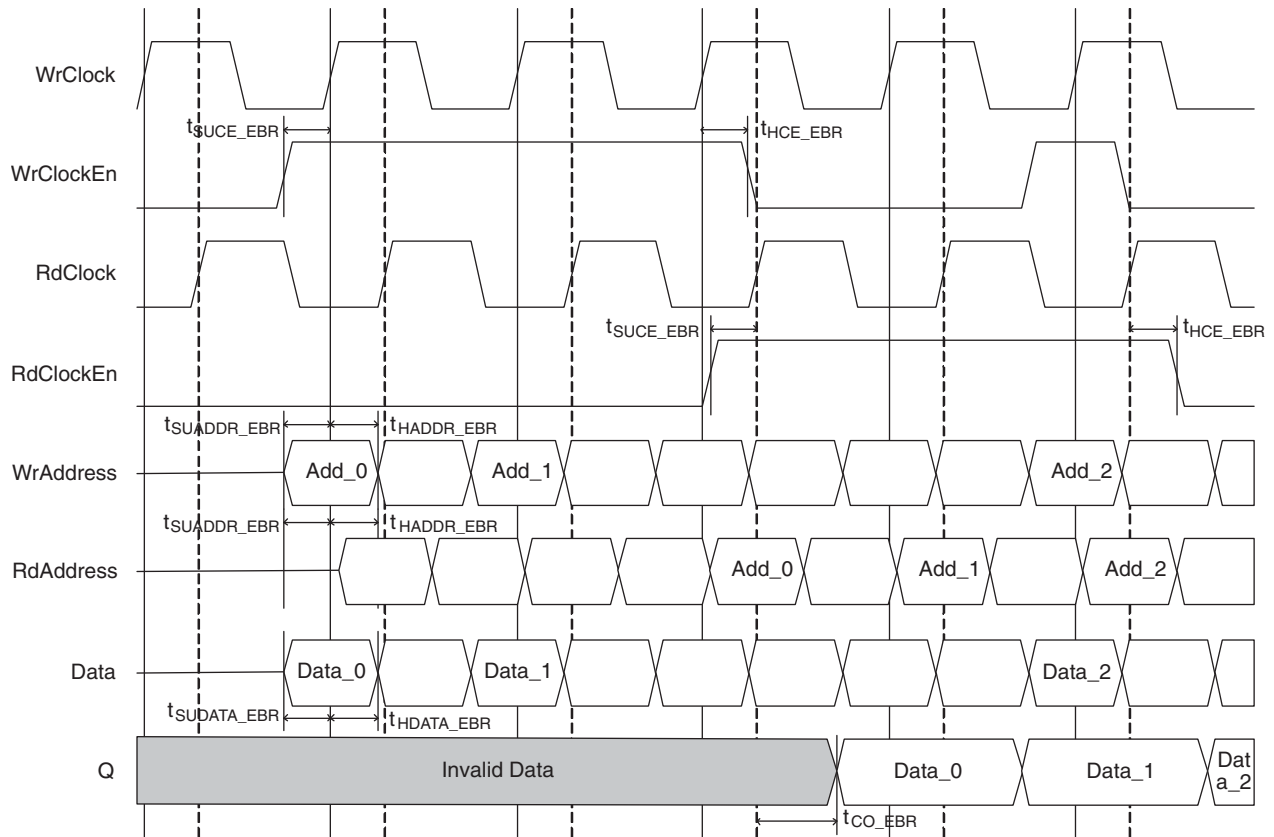 WrClock
tSUCE_EBR
tHCE_EBR
WrClockEn
RdClock
tSUCE_EBR
tHCE_EBR
RdClockEn
tSUADDR_EBR
tHADDR_EBR
WrAddress
Add_0
Add_1
Add_2
tSUADDR_EBR
tHADDR_EBR
RdAddress
Add_0
Add_1
Add_2
Data
Data_0
Data_1
Data_2
tSUDATA_EBR
tHDATA_EBR
Q
Invalid Data
Data_0
Data_1
Dat
a_2
tCO_EBR